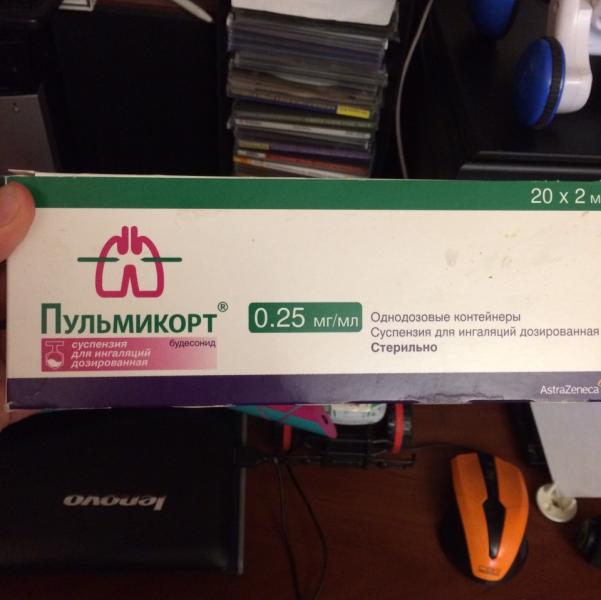 20 x 2 м
ПУЛЬМИКОРТ®
будесонид
суспензия
для ингаляций
дозированная
0.25 мг/мл
Однодозовые контейнеры
Суспензия для ингаляций дозированная
Стерильно
AstraZeneca
lenovo